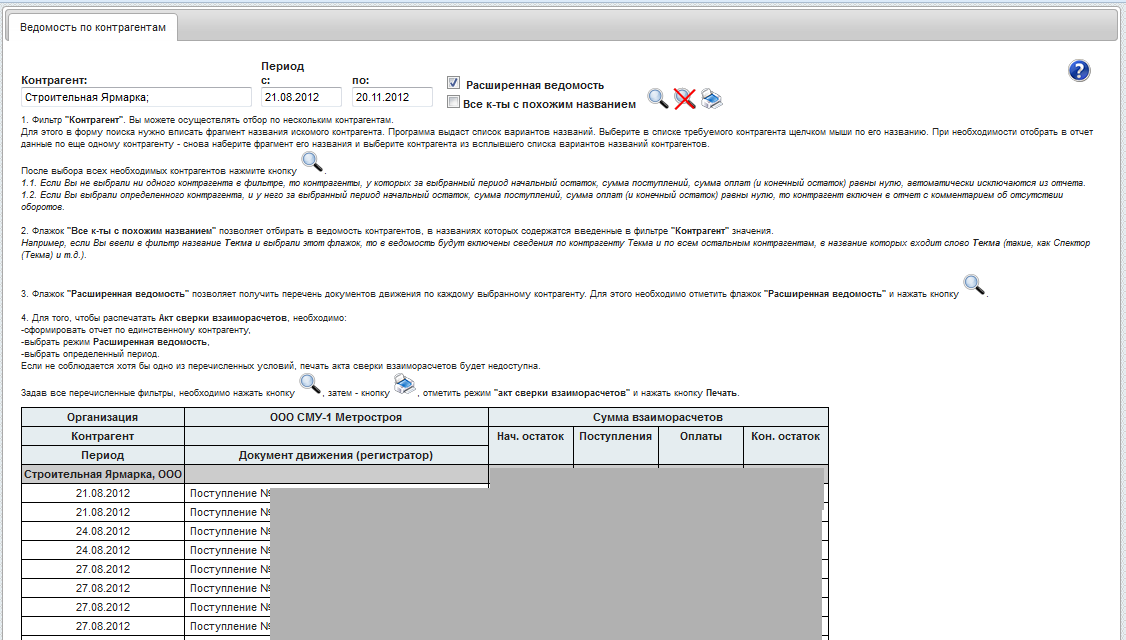 Ведомость по контрагентам
Период
Контрагент: с: по:
Строительная Ярмарка; 21.08.2012 20.11.2012
Расширенная ведомость
Все к-ты с похожим названием
?
1. Фильтр "Контрагент". Вы можете осуществлять отбор по нескольким контрагентам.
Для этого в форму поиска нужно вписать фрагмент названия искомого контрагента. Программа выдаст список вариантов названий. Выберите в списке требуемого контрагента щелчком мыши по его названию. При необходимости отобрать в отчет
данные по еще одному контрагенту - снова наберите фрагмент его названия и выберите контрагента из всплывшего списка вариантов названий контрагентов.
После выбора всех необходимых контрагентов нажмите кнопку .
1.1. Если Вы не выбрали ни одного контрагента в фильтре, то контрагенты, у которых за выбранный период начальный остаток, сумма поступлений, сумма оплат (и конечный остаток) равны нулю, автоматически исключаются из отчета.
1.2. Если Вы выбрали определенного контрагента, и у него за выбранный период начальный остаток, сумма поступлений, сумма оплат (и конечный остаток) равны нулю, то контрагент включен в отчет с комментарием об отсутствии
оборотов.
2. Флажок "Все к-ты с похожим названием" позволяет отбирать в ведомость контрагентов, в названиях которых содержатся введенные в фильтре "Контрагент" значения.
Например, если Вы ввели в фильтр название Текма и выбрали этот флажок, то в ведомость будут включены сведения по контрагенту Текма и по всем остальным контрагентам, в название которых входит слово Текма (такие, как Спектор
(Текма) и т.д.).
3. Флажок "Расширенная ведомость" позволяет получить перечень документов движения по каждому выбранному контрагенту. Для этого необходимо отметить флажок "Расширенная ведомость" и нажать кнопку .
4. Для того, чтобы распечатать Акт сверки взаиморасчетов, необходимо:
-сформировать отчет по единственному контрагенту,
-выбрать режим Расширенная ведомость,
-выбрать определенный период.
Если не соблюдается хотя бы одно из перечисленных условий, печать акта сверки взаиморасчетов будет недоступна.
Задав все перечисленные фильтры, необходимо нажать кнопку , затем - кнопку , отметить режим "акт сверки взаиморасчетов" и нажать кнопку Печать.
Организация ООО СМУ-1 Метростроя Сумма взаиморасчетов
Контрагент Нач. остаток Поступления Оплаты Кон. остаток
Период Документ движения (регистратор)
Строительная Ярмарка, ООО
21.08.2012 Поступление №
21.08.2012 Поступление №
24.08.2012 Поступление №
24.08.2012 Поступление №
27.08.2012 Поступление №
27.08.2012 Поступление №
27.08.2012 Поступление №
27.08.2012 Поступление №